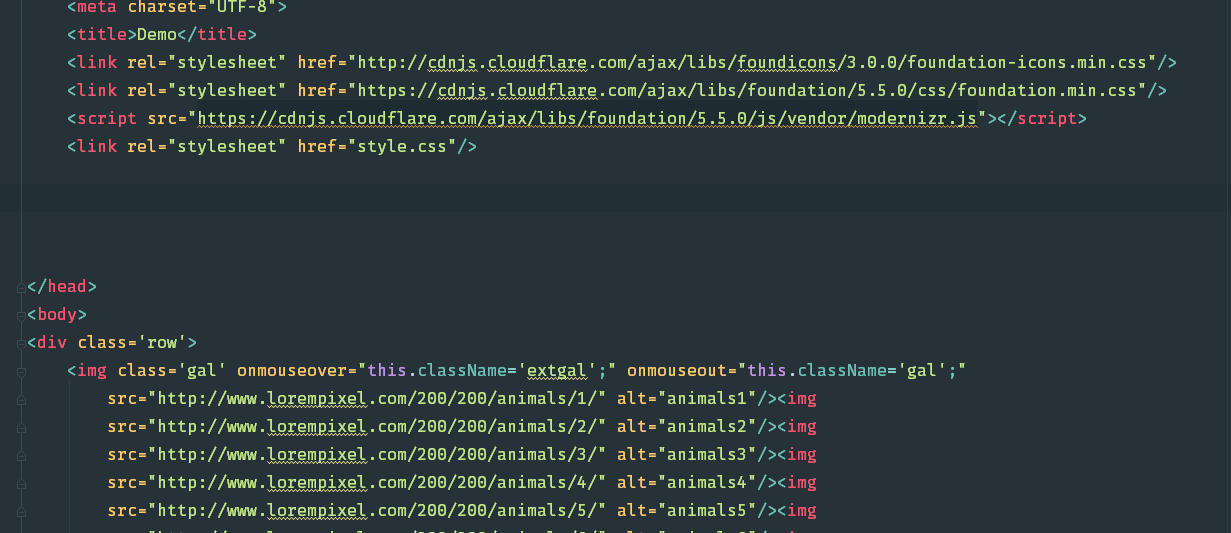 <meta charset="UTF-8">
<title>Demo</title>
<link rel="stylesheet" href="http://cdnjs.cloudflare.com/ajax/libs/foundicons/3.0.0/foundation-icons.min.css"/>
<link rel="stylesheet" href="https://cdnjs.cloudflare.com/ajax/libs/foundation/5.5.0/css/foundation.min.css"/>
<script src="https://cdnjs.cloudflare.com/ajax/libs/foundation/5.5.0/js/vendor/modernizr.js"></script>
<link rel="stylesheet" href="style.css"/>
</head>
<body>
<div class='row'>
<img class='gal' onmouseover="this.className='extgal';" onmouseout="this.className='gal';"
src="http://www.lorempixel.com/200/200/animals/1/" alt="animals1"/><img
src="http://www.lorempixel.com/200/200/animals/2/" alt="animals2"/><img
src="http://www.lorempixel.com/200/200/animals/3/" alt="animals3"/><img
src="http://www.lorempixel.com/200/200/animals/4/" alt="animals4"/><img
src="http://www.lorempixel.com/200/200/animals/5/" alt="animals5"/><img